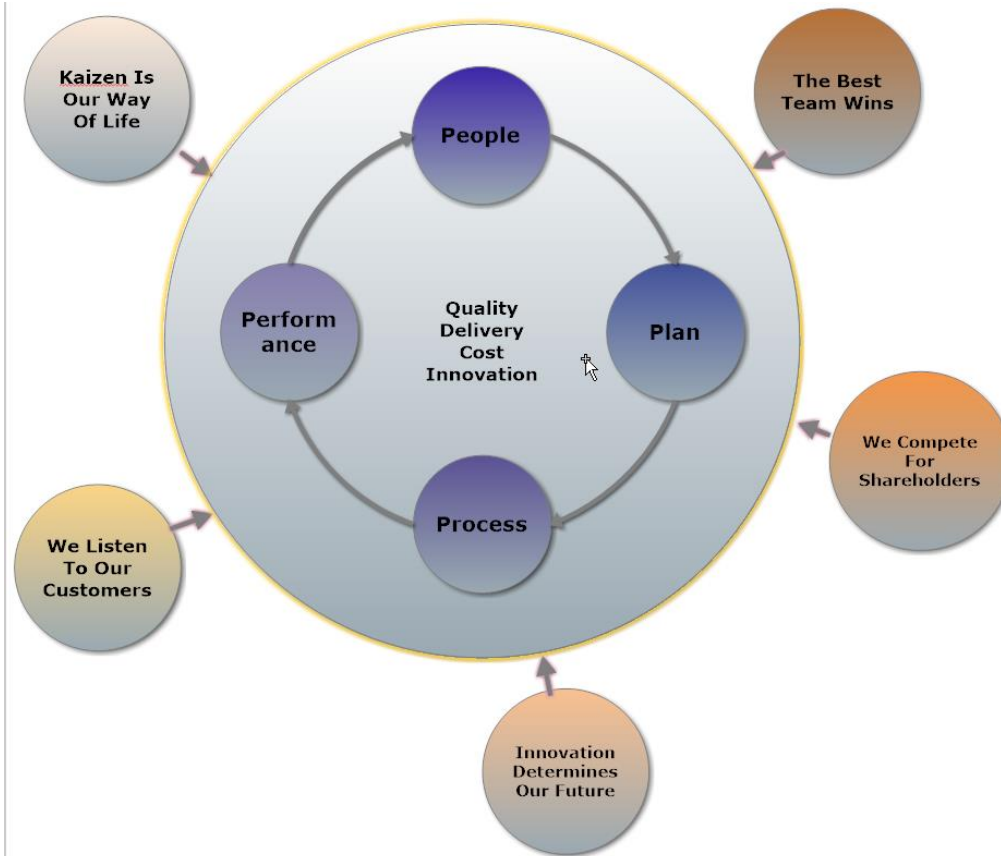 Kaizen Is
Our Way
Of Life
The Best
Team Wins
People
Perform
ance
Quality
Delivery
Cost
Innovation
Plan
We Compete
For
Shareholders
Process
We Listen
To Our
Customers
Innovation
Determines
Our Future